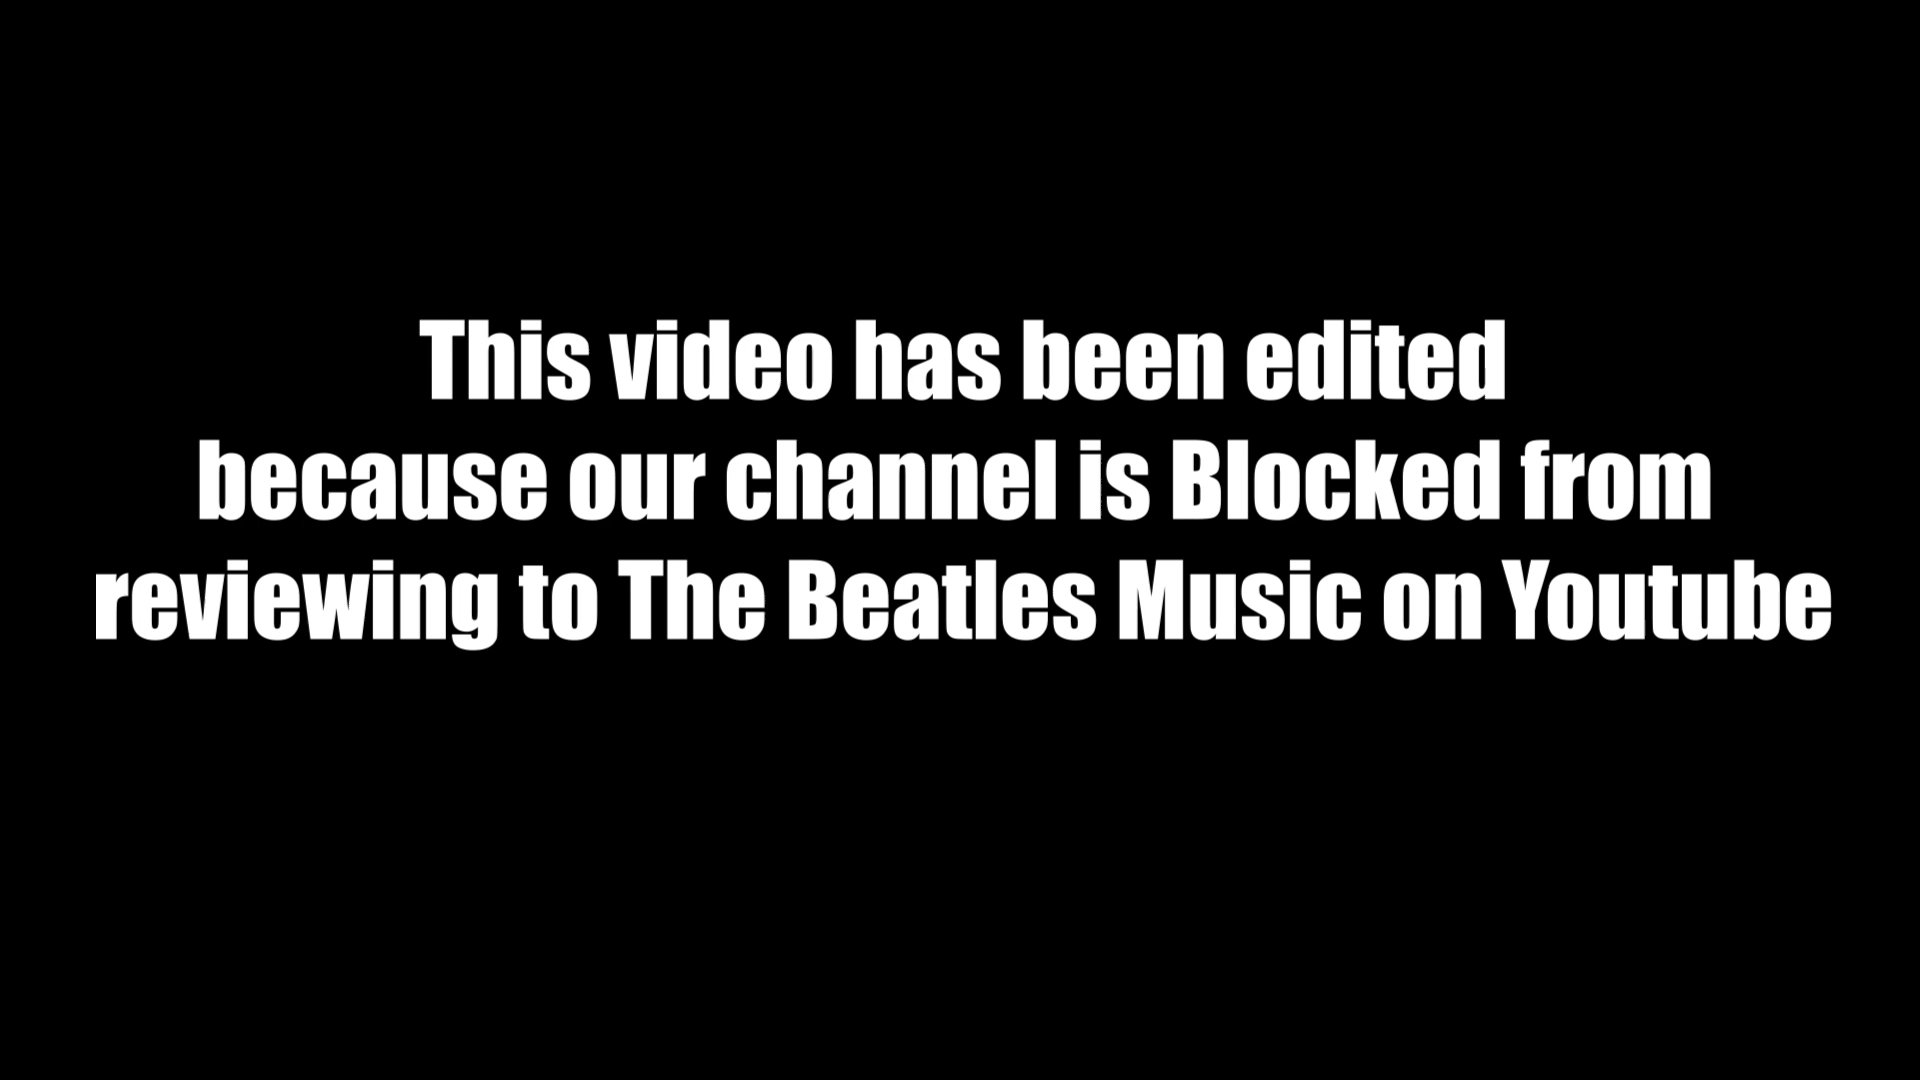 This video has been edited
because our channel is Blocked from
reviewing to The Beatles Music on Youtube